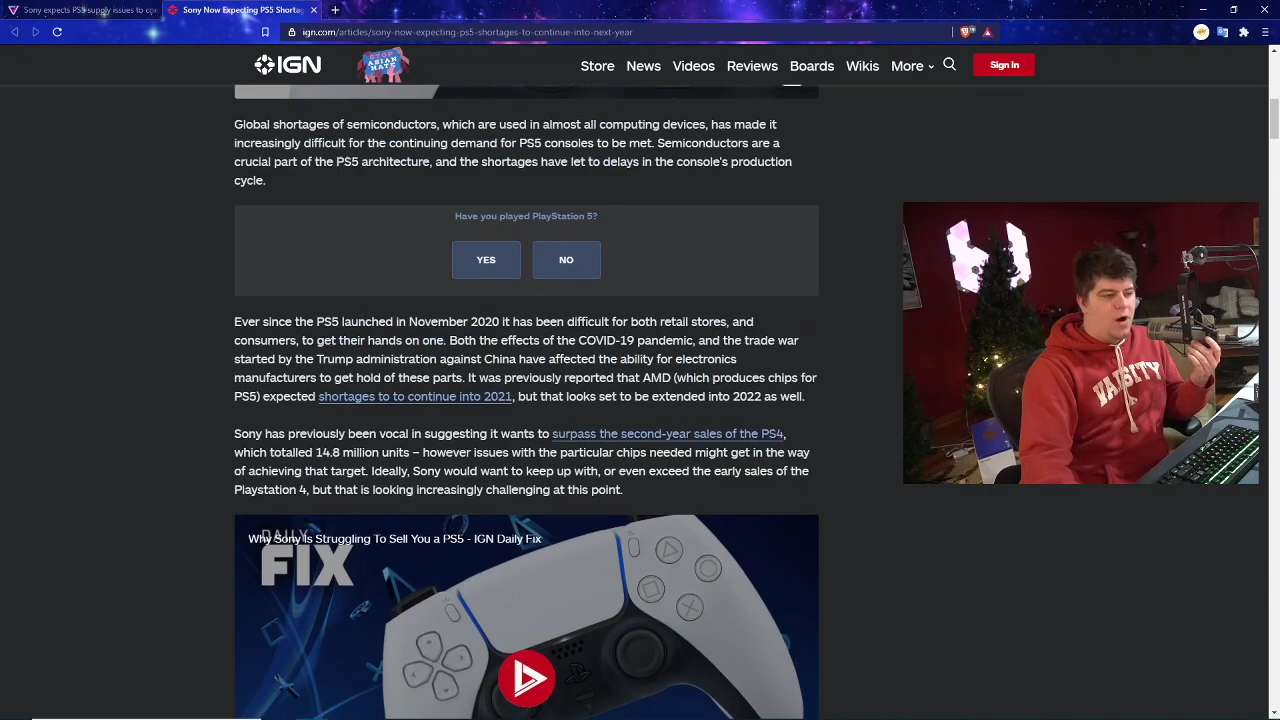 Sony expects PS5 supply issues to co
Sony Now Expecting PS5 Shortag
ign.com/articles/sony-now-expecting-ps5-shortages-to-continue-into-next-year
IGN
STOP ASIAN HATE
Store News Videos Reviews Boards Wikis More Sign In
Global shortages of semiconductors, which are used in almost all computing devices, has made it
increasingly difficult for the continuing demand for PS5 consoles to be met. Semiconductors are a
crucial part of the PS5 architecture, and the shortages have let to delays in the console's production
cycle.
Have you played PlayStation 5?
YES NO
Ever since the PS5 launched in November 2020 it has been difficult for both retail stores, and
consumers, to get their hands on one. Both the effects of the COVID-19 pandemic, and the trade war
started by the Trump administration against China have affected the ability for electronics
manufacturers to get hold of these parts. It was previously reported that AMD (which produces chips for
PS5) expected shortages to to continue into 2021, but that looks set to be extended into 2022 as well.
Sony has previously been vocal in suggesting it wants to surpass the second-year sales of the PS4,
which totalled 14.8 million units – however issues with the particular chips needed might get in the way
of achieving that target. Ideally, Sony would want to keep up with, or even exceed the early sales of the
Playstation 4, but that is looking increasingly challenging at this point.
Why Sony Is Struggling To Sell You a PS5 - IGN Daily Fix
DAILY
FIX
VARSITY